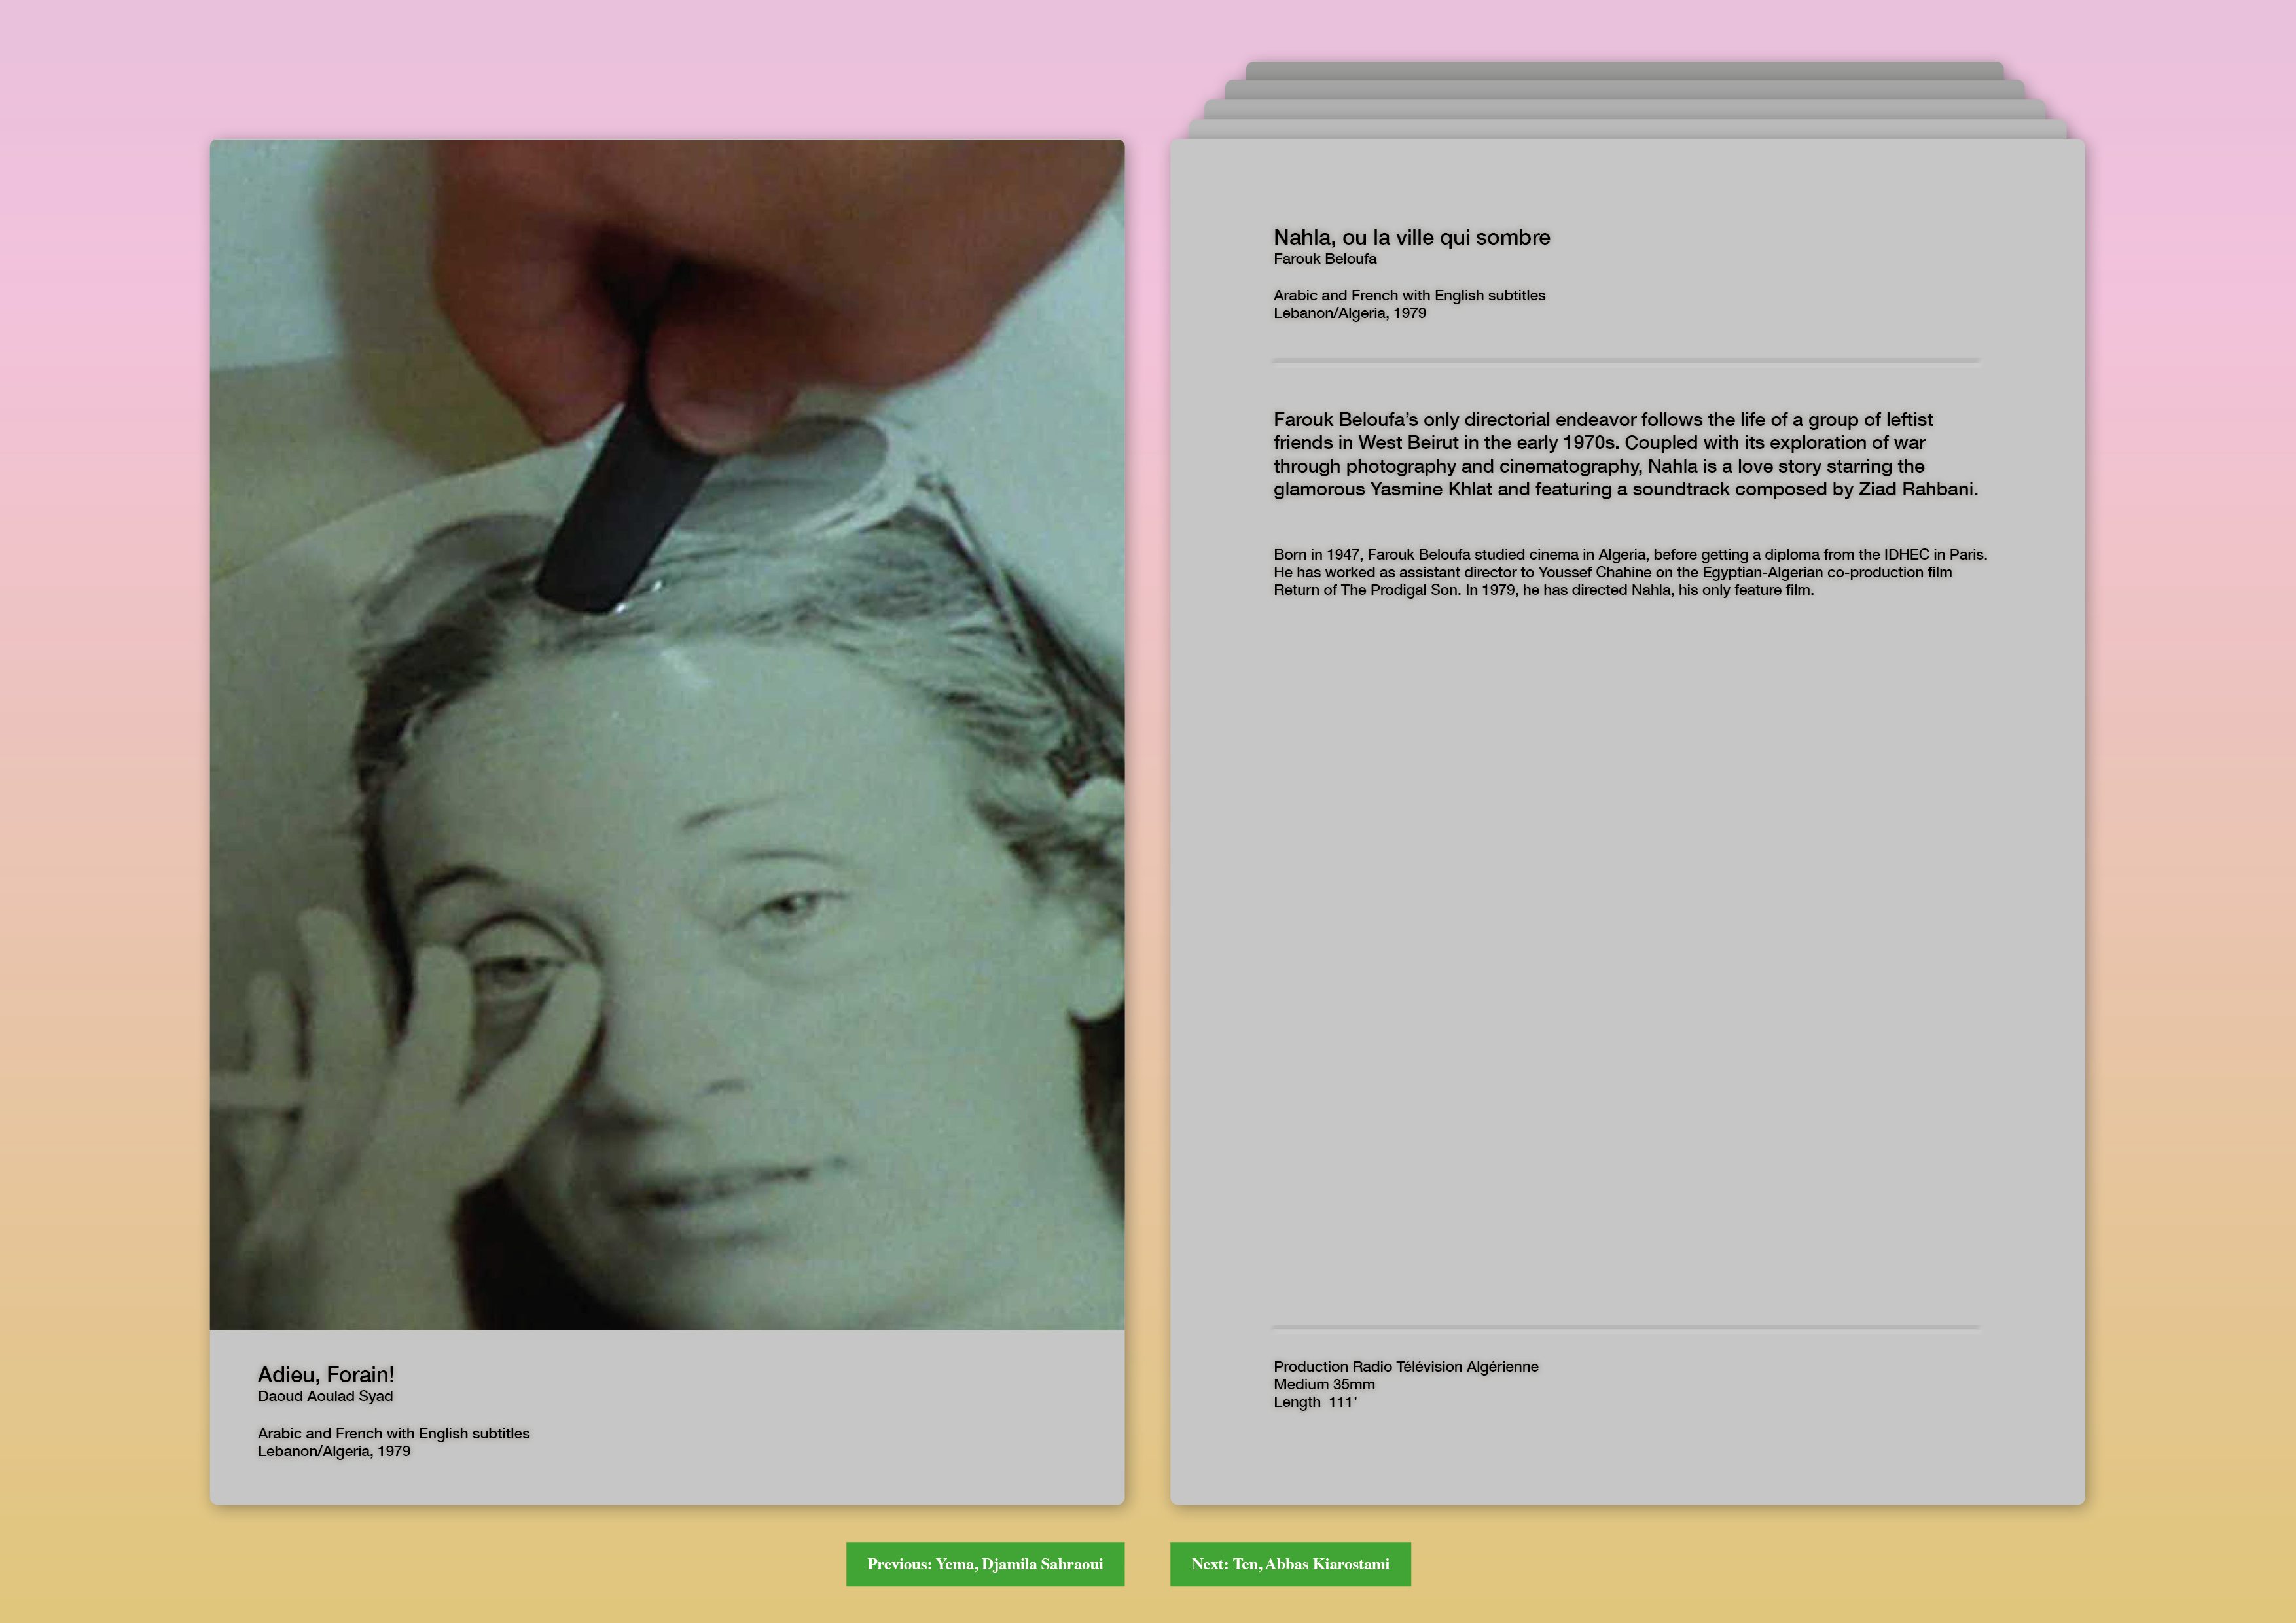 Adieu, Forain!
Daoud Aoulad Syad
Arabic and French with English subtitles
Lebanon/Algeria, 1979
Nahla, ou la ville qui sombre
Farouk Beloufa
Arabic and French with English subtitles
Lebanon/Algeria, 1979
Farouk Beloufa’s only directorial endeavor follows the life of a group of leftist
friends in West Beirut in the early 1970s. Coupled with its exploration of war
through photography and cinematography, Nahla is a love story starring the
glamorous Yasmine Khlat and featuring a soundtrack composed by Ziad Rahbani.
Born in 1947, Farouk Beloufa studied cinema in Algeria, before getting a diploma from the IDHEC in Paris.
He has worked as assistant director to Youssef Chahine on the Egyptian-Algerian co-production film
Return of The Prodigal Son. In 1979, he has directed Nahla, his only feature film.
Production Radio Télévision Algérienne
Medium 35mm
Length  111’
Previous: Yema, Djamila Sahraoui
Next: Ten, Abbas Kiarostami